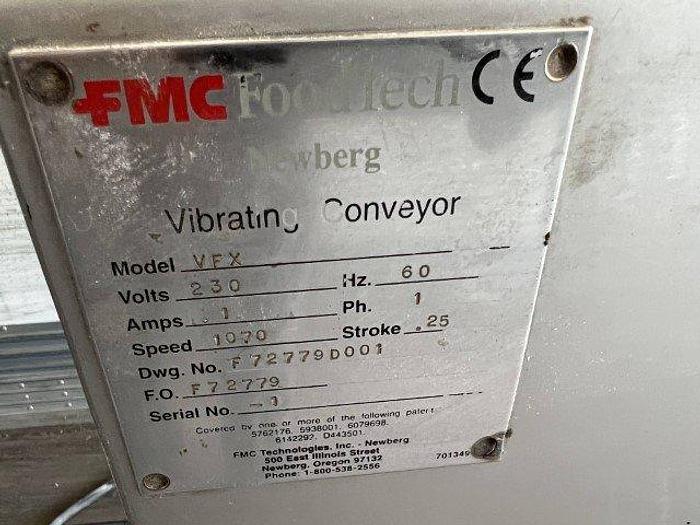 FMC FoodTech CE
Newberg
Vibrating Conveyor
Model VFX
Volts 230 Hz. 60
Amps 1 Ph. 1
Speed 1070 Stroke .25
Dwg. No. F72779D001
F.O. F72779
Serial No. -1
Covered by one or more of the following patent
5762176, 5938001, 6079698,
6142292, D443501
FMC Technologies, Inc. - Newberg
500 East Illinois Street
Newberg, Oregon 97132
Phone: 1-800-538-2556
701349